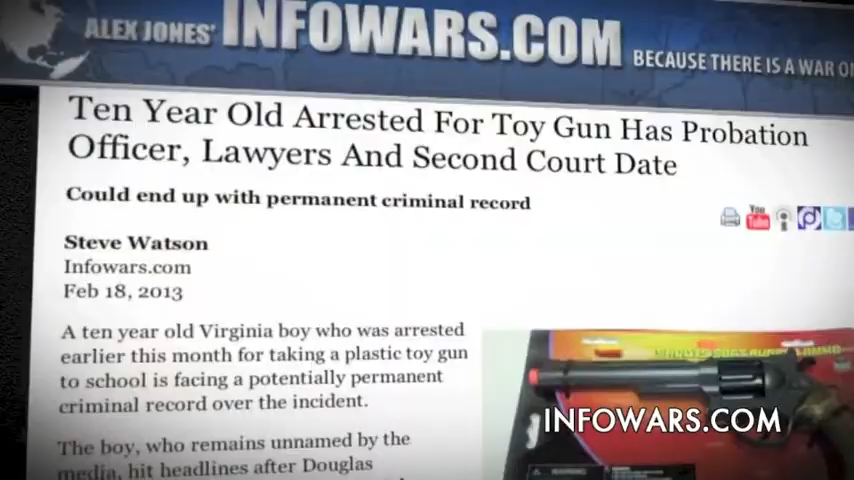 ALEX JONES' INFOWARS.COM BECAUSE THERE IS A WAR
Ten Year Old Arrested For Toy Gun Has Probation
Officer, Lawyers And Second Court Date
Could end up with permanent criminal record
Steve Watson
Infowars.com
Feb 18, 2013
You
Tube
A ten year old Virginia boy who was arrested
earlier this month for taking a plastic toy gun
to school is facing a potentially permanent
criminal record over the incident.
The boy, who remains unnamed by the
media, hit headlines after Douglas
WARNING
INFOWARS.COM